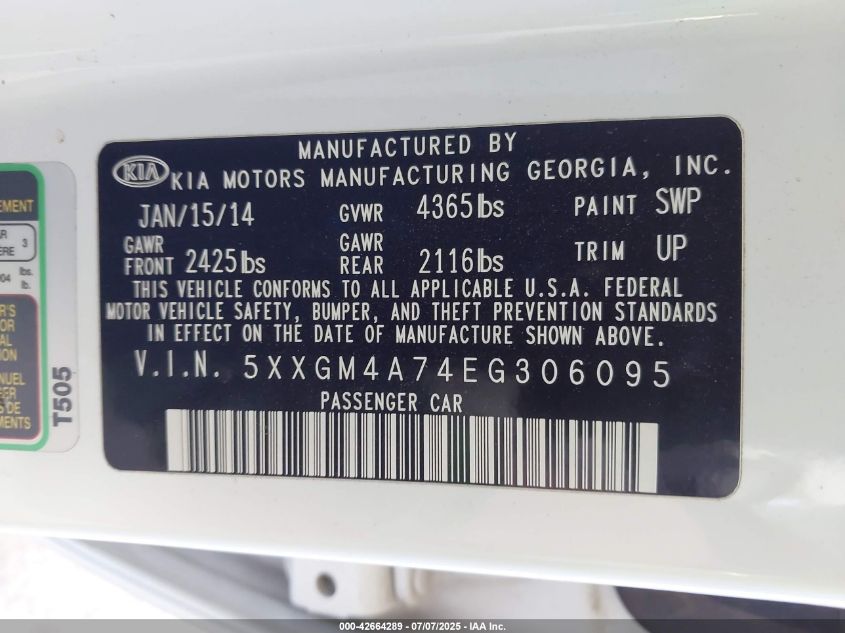 MANUFACTURED BY
KIA KIA MOTORS MANUFACTURING GEORGIA, INC.
JAN/15/14 GVWR 4365lbs PAINT SWP
GAWR FRONT 2425lbs GAWR REAR 2116lbs TRIM UP
THIS VEHICLE CONFORMS TO ALL APPLICABLE U.S.A. FEDERAL
MOTOR VEHICLE SAFETY, BUMPER, AND THEFT PREVENTION STANDARDS
IN EFFECT ON THE DATE OF MANUFACTURE SHOWN ABOVE.
V.I.N. 5XXGM4A74EG306095
PASSENGER CAR
3
lbs.
lb.
T505
000-42664289 - 07/07/2025 - IAA Inc.